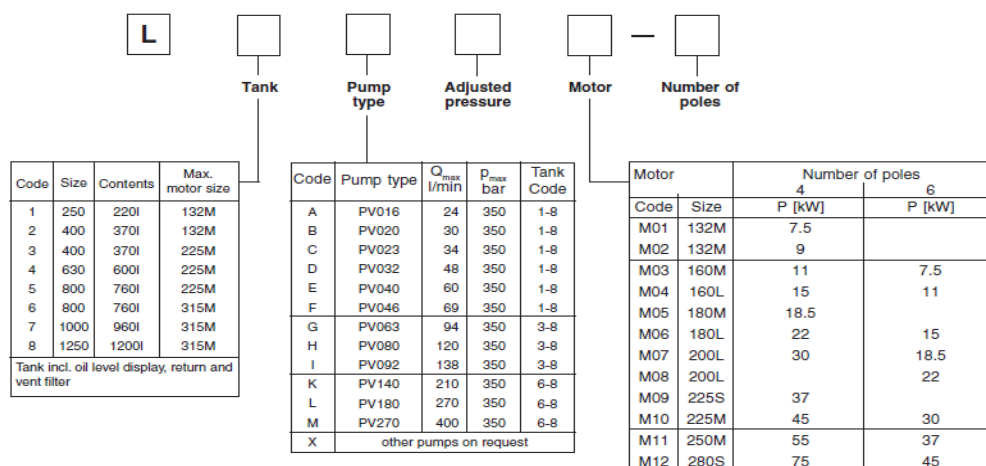 L —
Tank Pump type Adjusted pressure Motor Number of poles
Code Size Contents Max. motor size
1 250 220l 132M
2 400 370l 132M
3 400 370l 225M
4 630 600l 225M
5 800 760l 225M
6 800 760l 315M
7 1000 960l 315M
8 1250 1200l 315M
Tank incl. oil level display, return and
vent filter
Code Pump type Qmax l/min pmax bar Tank Code
A PV016 24 350 1-8
B PV020 30 350 1-8
C PV023 34 350 1-8
D PV032 48 350 1-8
E PV040 60 350 1-8
F PV046 69 350 1-8
G PV063 94 350 3-8
H PV080 120 350 3-8
I PV092 138 350 3-8
K PV140 210 350 6-8
L PV180 270 350 6-8
M PV270 400 350 6-8
X other pumps on request
Motor Number of poles
4 6
Code Size P [kW] P [kW]
M01 132M 7.5
M02 132M 9
M03 160M 11 7.5
M04 160L 15 11
M05 180M 18.5
M06 180L 22 15
M07 200L 30 18.5
M08 200L 22
M09 225S 37
M10 225M 45 30
M11 250M 55 37
M12 280S 75 45